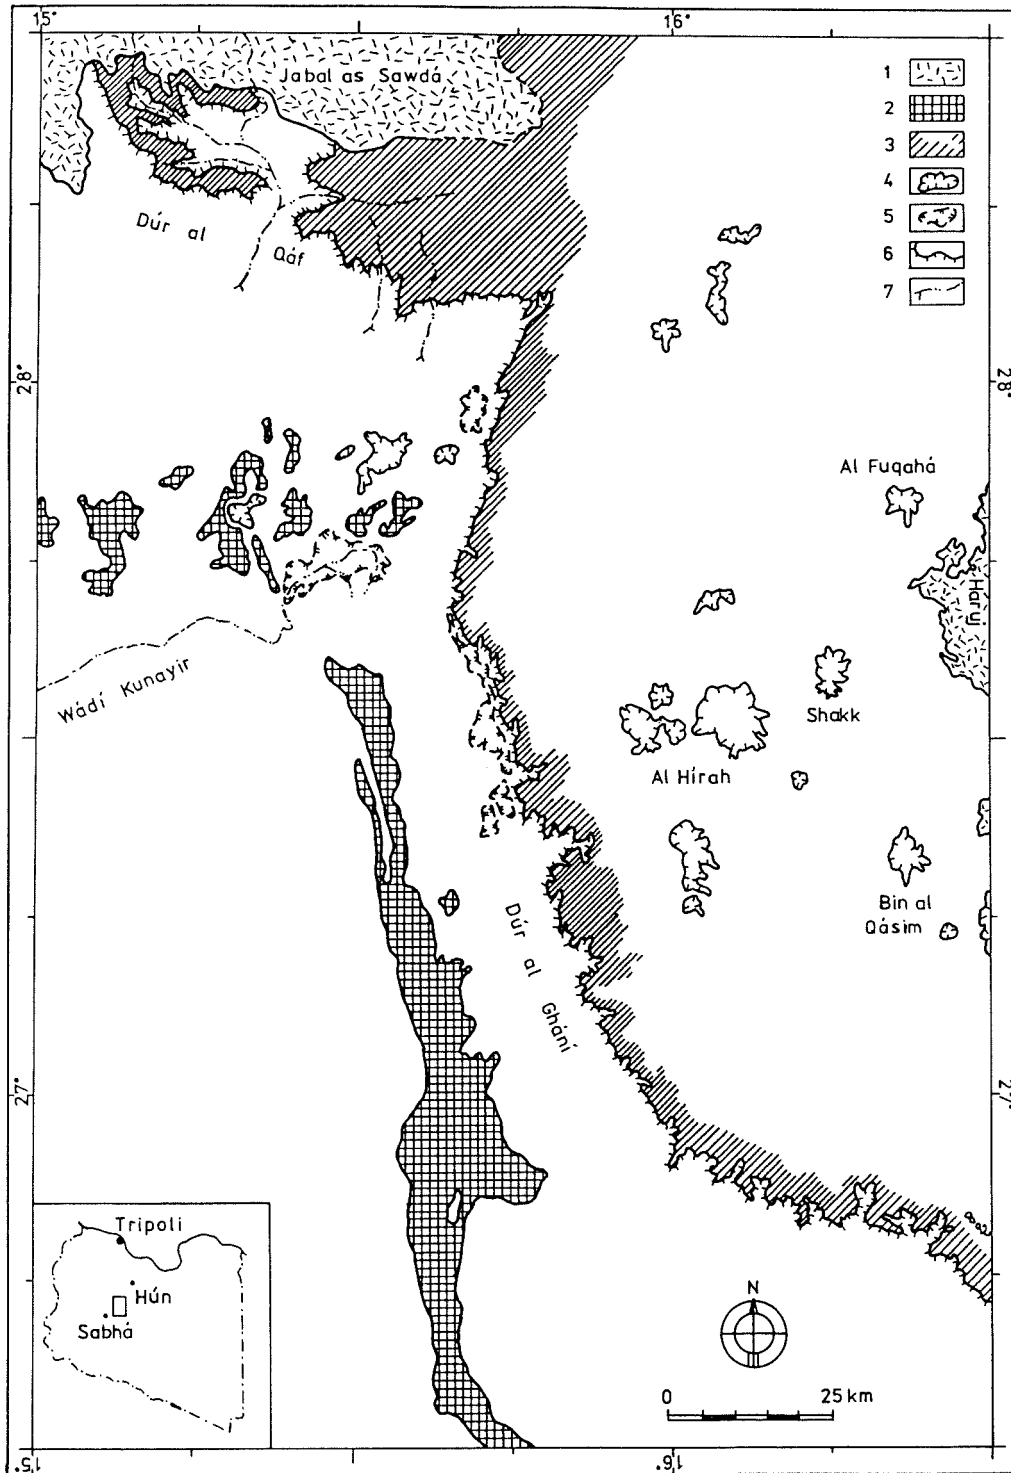 15°
16°
Jabal as Sawdá
1
2
3
4
5
6
7
Dúr al
Qáf
28°
28°
Al Fuqahá
Haruj
Wádí Kunayir
Shakk
Al Hírah
Bin al
Qásim
Dúr al Ghání
27°
27°
Tripoli
Hún
Sabhá
N
0 25 km
15°
16°